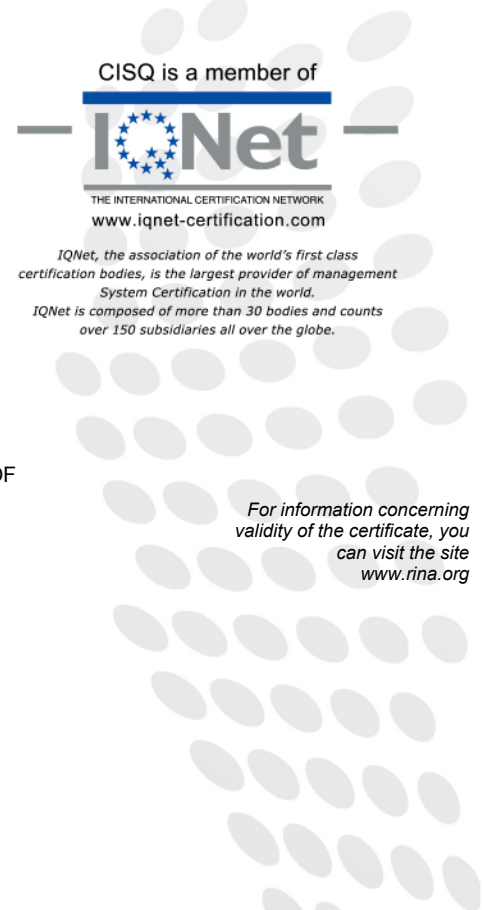 CISQ is a member of
IQNet
THE INTERNATIONAL CERTIFICATION NETWORK
www.iqnet-certification.com
IQNet, the association of the world's first class
certification bodies, is the largest provider of management
System Certification in the world.
IQNet is composed of more than 30 bodies and counts
over 150 subsidiaries all over the globe.
OF
For information concerning
validity of the certificate, you
can visit the site
www.rina.org